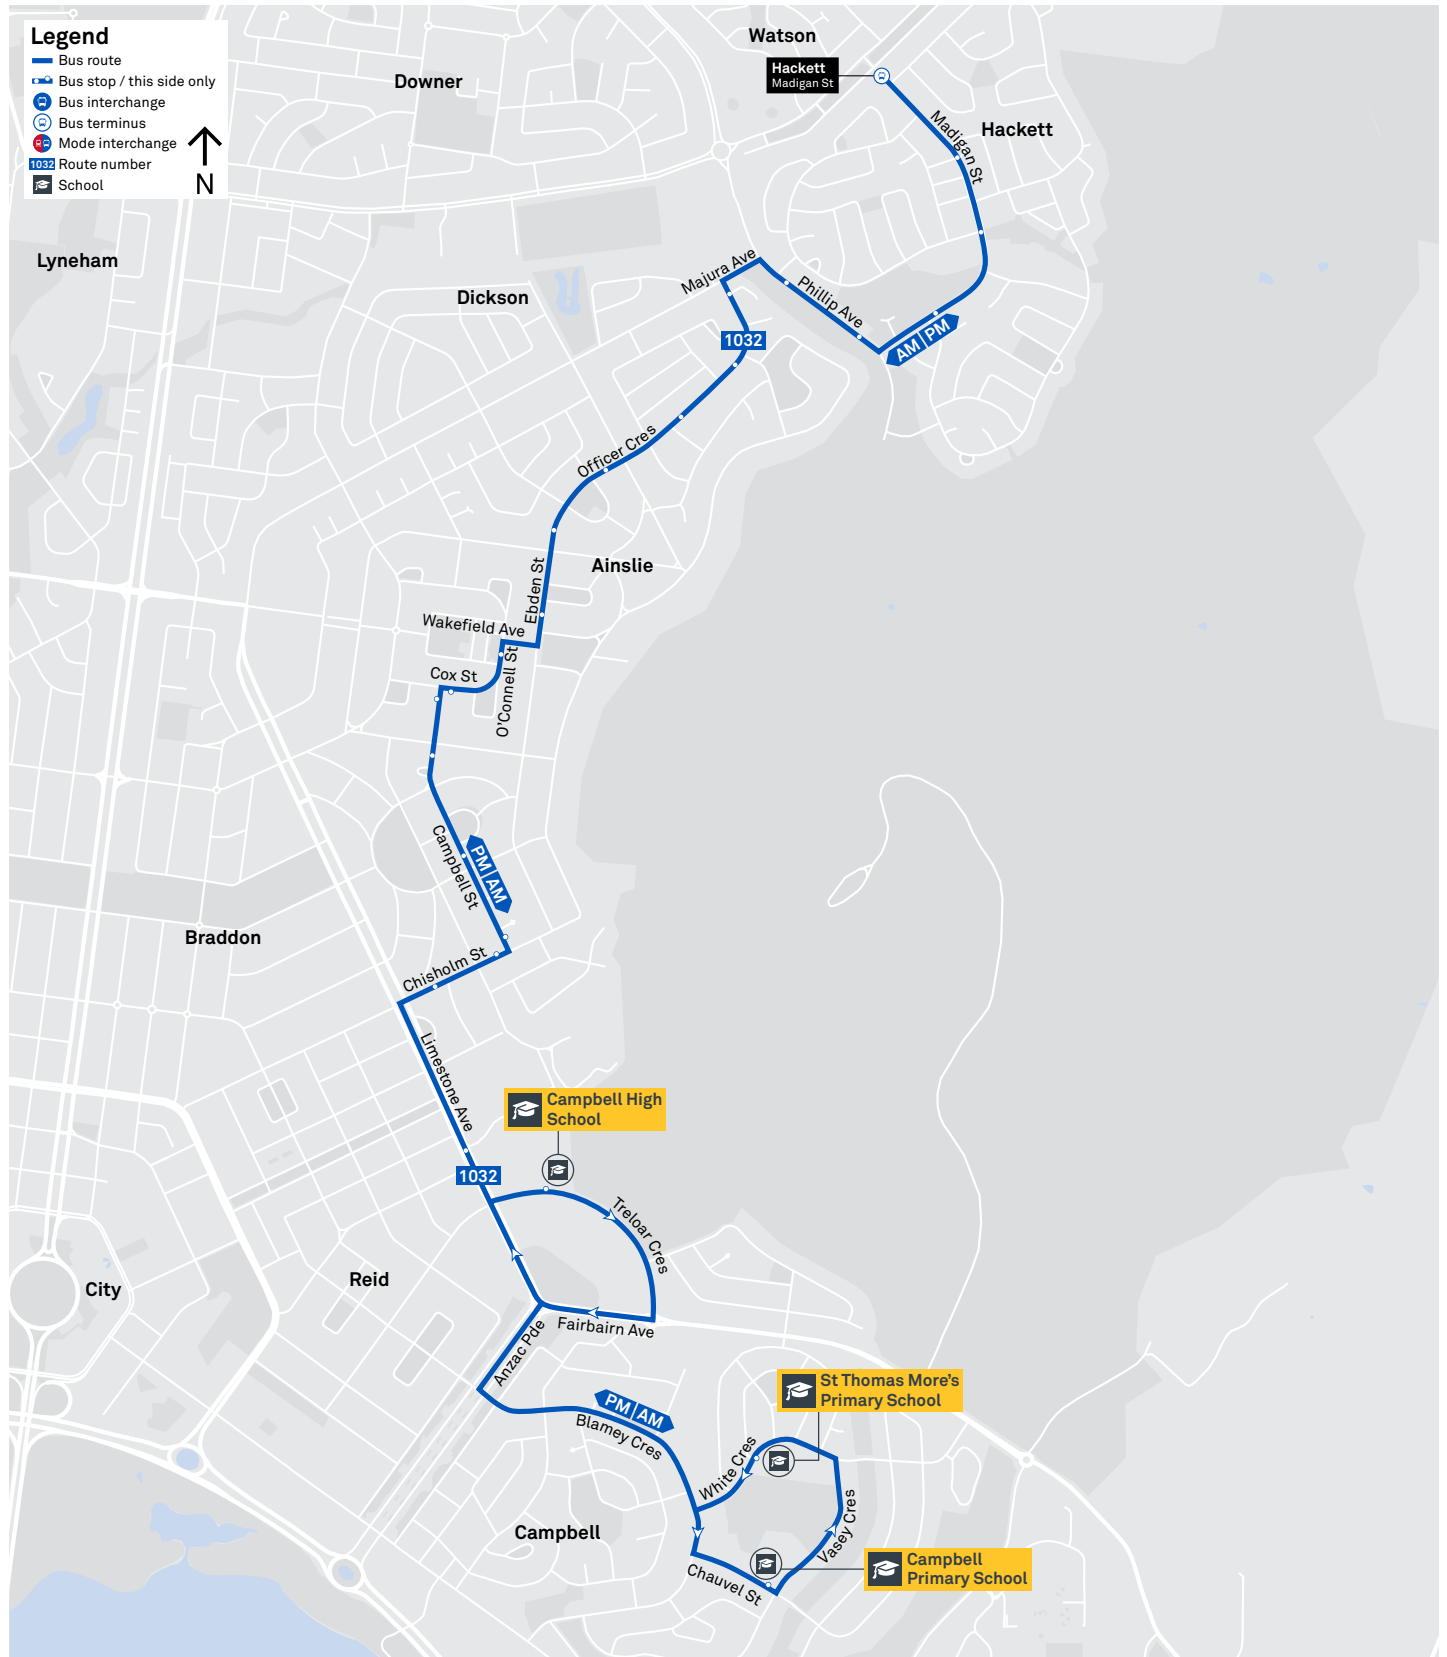 Legend
Bus route
Bus stop / this side only
Bus interchange
Bus terminus
Mode interchange
1032 Route number
School
N
Watson
Hackett
Madigan St
Downer
Hackett
Madigan St
Lyneham
Dickson
Majura Ave
Phillip Ave
1032
AM | PM
Officer Cres
Ainslie
Ebden St
Wakefield Ave
O'Connell St
Cox St
Campbell St
PM | AM
Braddon
Chisholm St
Limestone Ave
Campbell High
School
1032
Treloar Cres
Reid
City
Fairbairn Ave
Anzac Pde
St Thomas More's
Primary School
PM | AM
Blamey Cres
White Cres
Vasey Cres
Campbell
Campbell
Primary School
Chauvel St